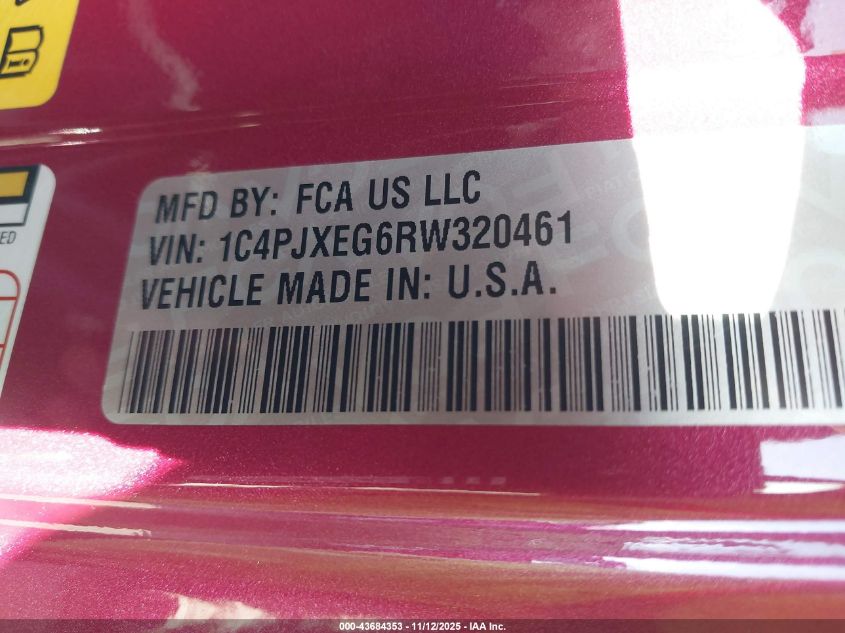 MFD BY: FCA US LLC
VIN: 1C4PJXEG6RW320461
VEHICLE MADE IN: U.S.A.
000-43684353 - 11/12/2025 - IAA Inc.